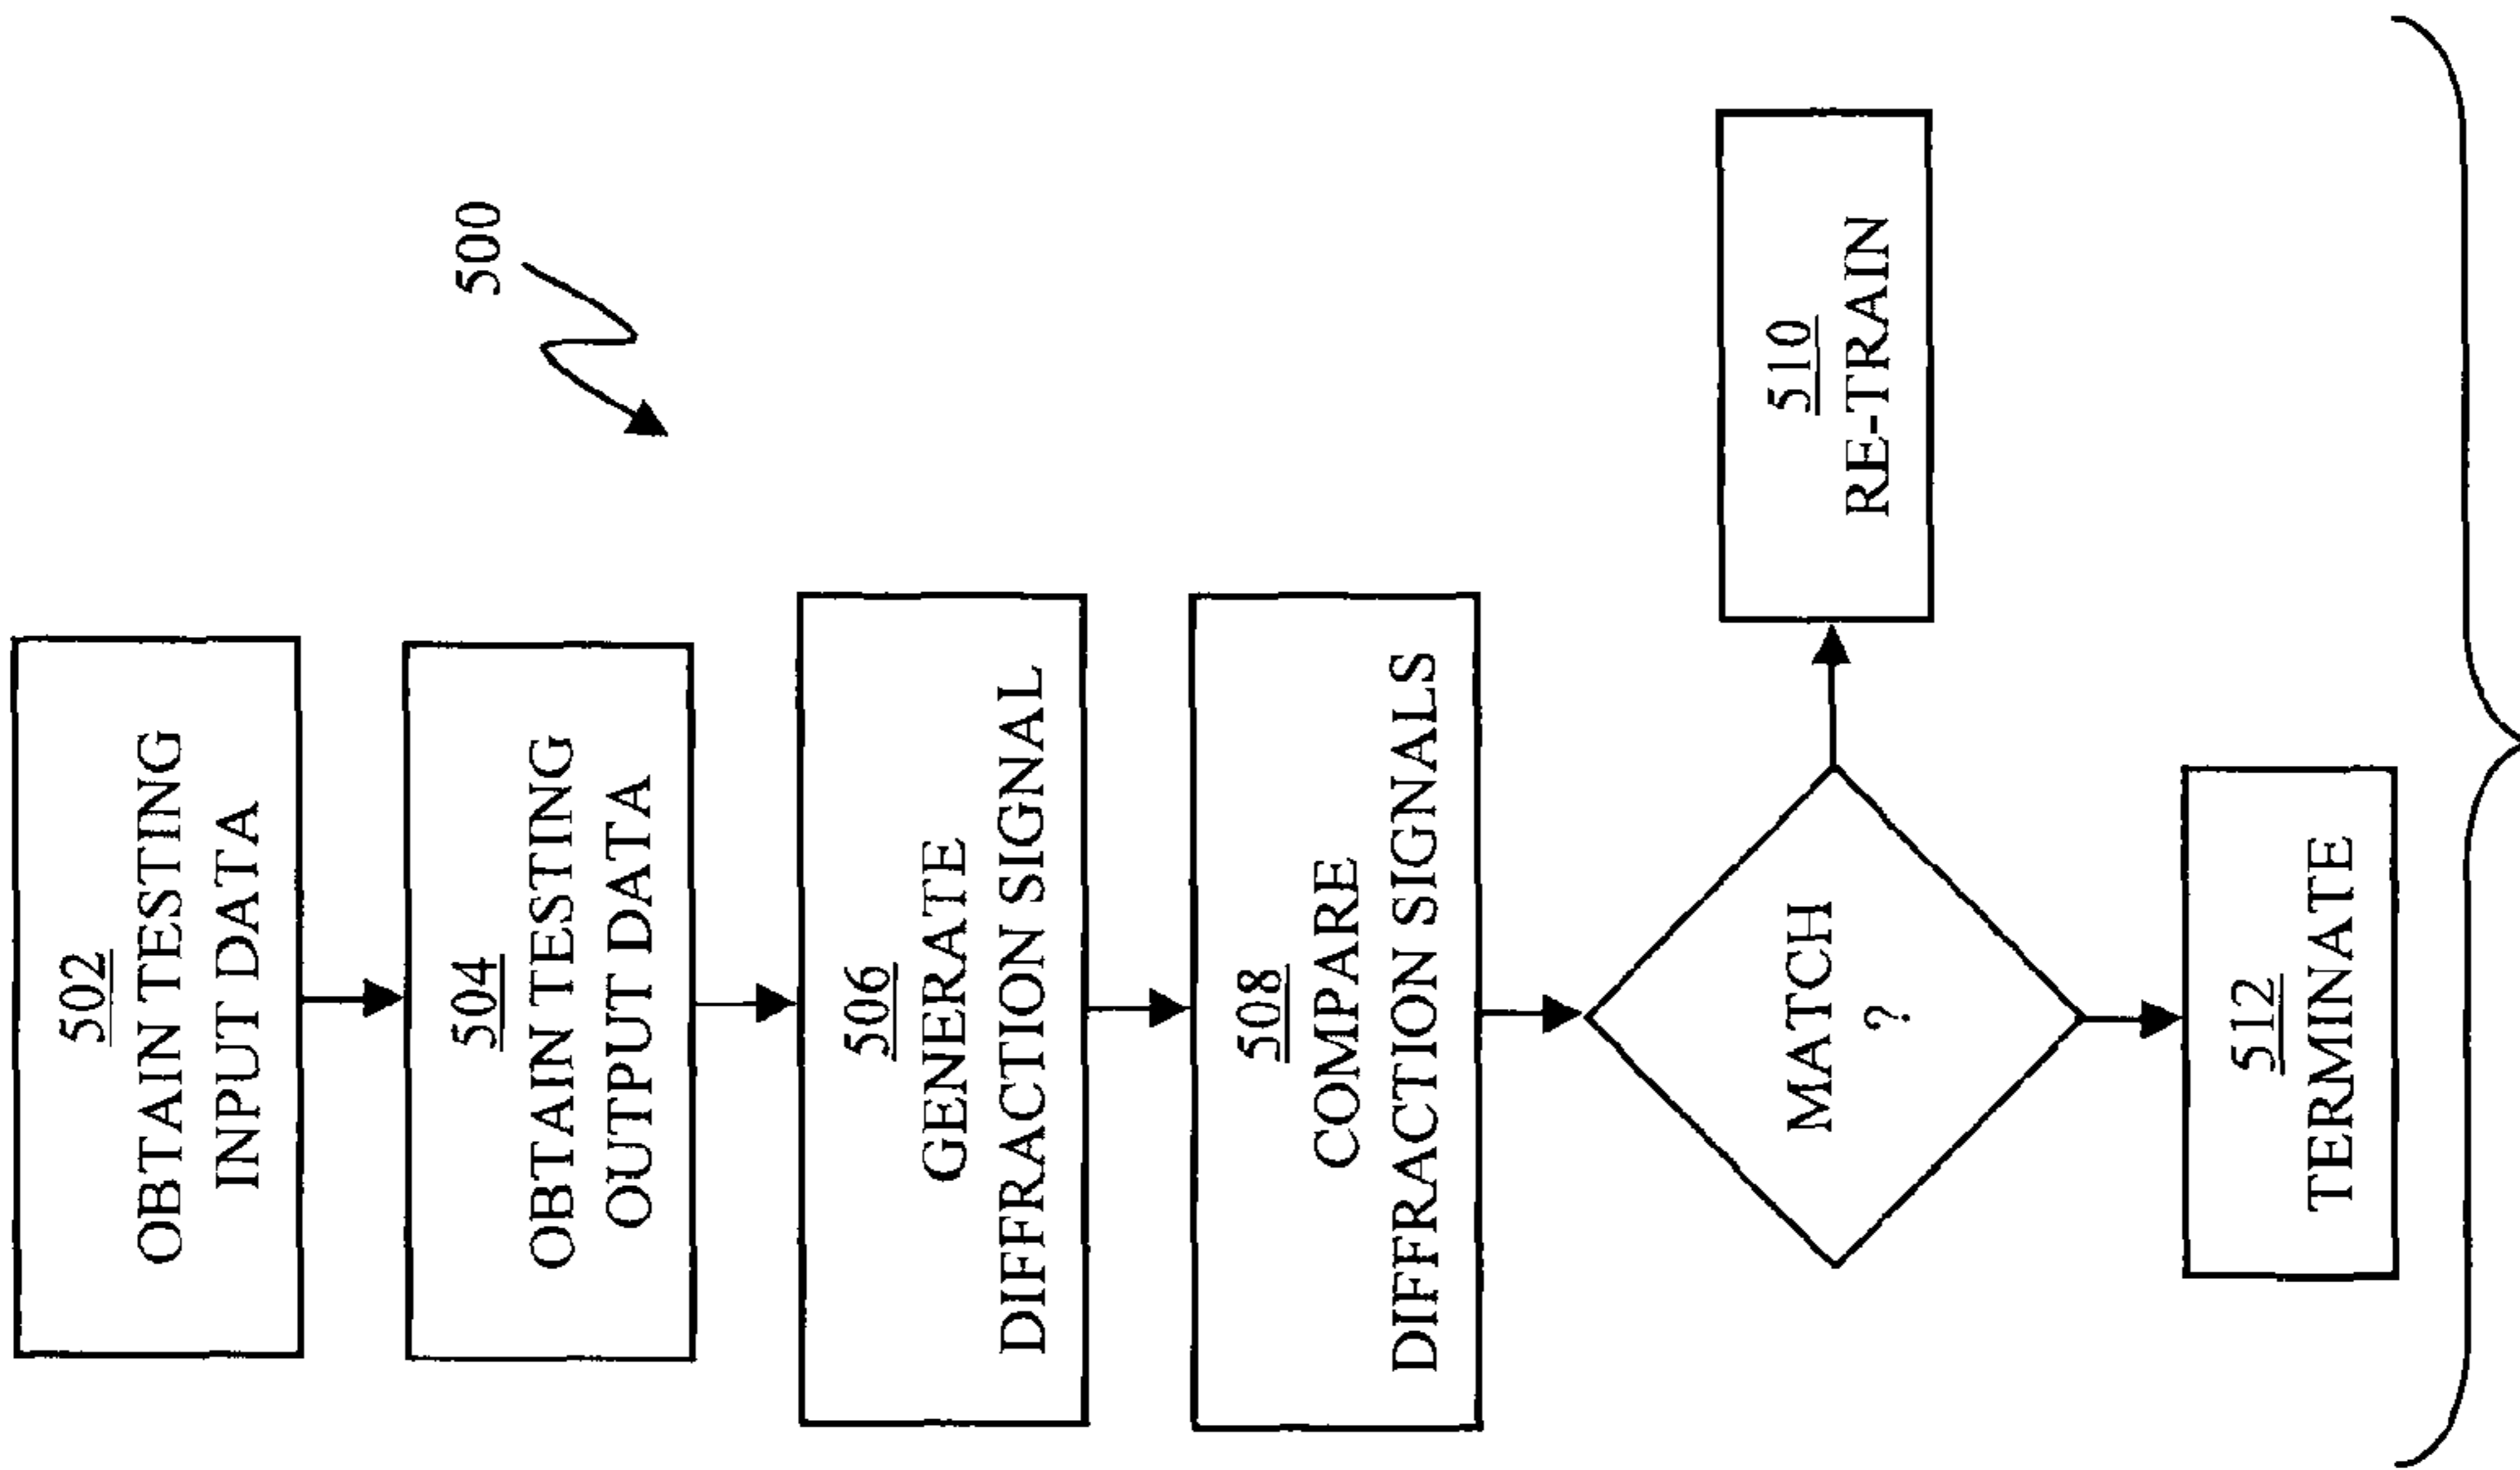 500
502
OBTAIN TESTING
INPUT DATA
504
OBTAIN TESTING
OUTPUT DATA
506
GENERATE
DIFFRACTION SIGNAL
508
COMPARE
DIFFRACTION SIGNALS
MATCH
?
510
RE-TRAIN
512
TERMINATE